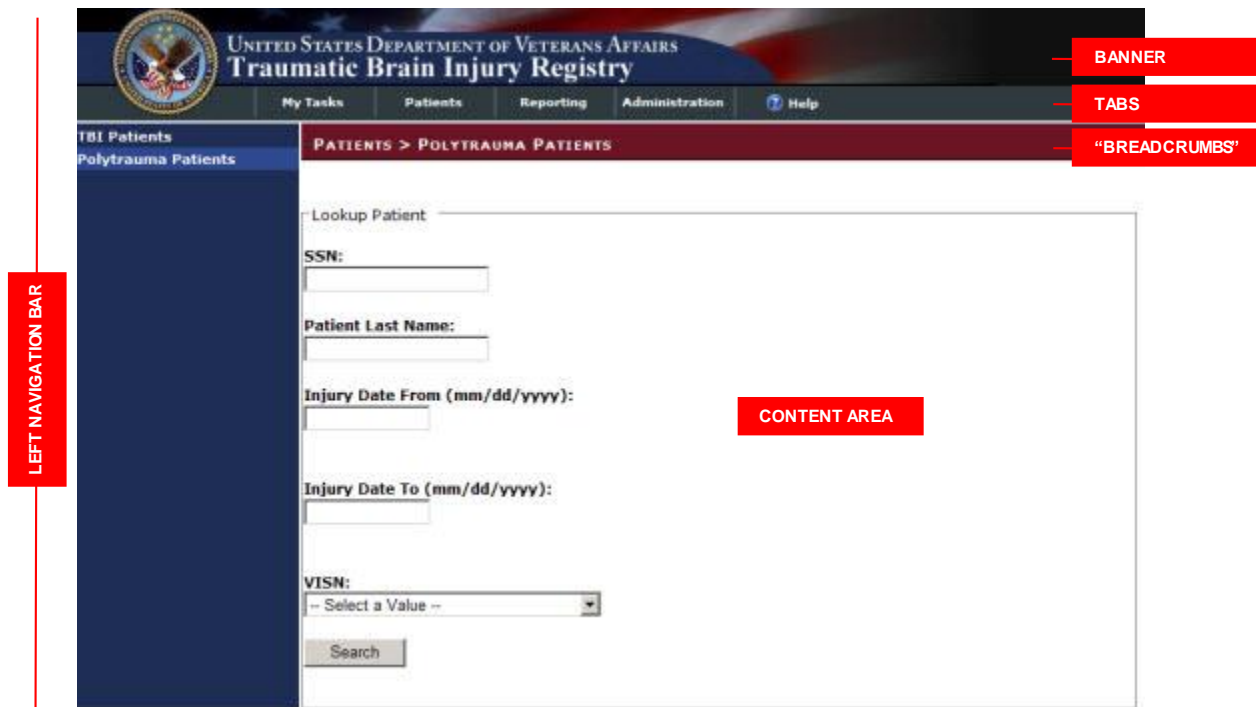 UNITED STATES DEPARTMENT OF VETERANS AFFAIRS
Traumatic Brain Injury Registry
BANNER
My Tasks Patients Reporting Administration ? Help
TABS
TBI Patients
Polytrauma Patients
PATIENTS > POLYTRAUMA PATIENTS
“BREADCRUMBS”
Lookup Patient
SSN:
Patient Last Name:
LEFT NAVIGATION BAR
Injury Date From (mm/dd/yyyy):
CONTENT AREA
Injury Date To (mm/dd/yyyy):
VISN:
-- Select a Value --
Search